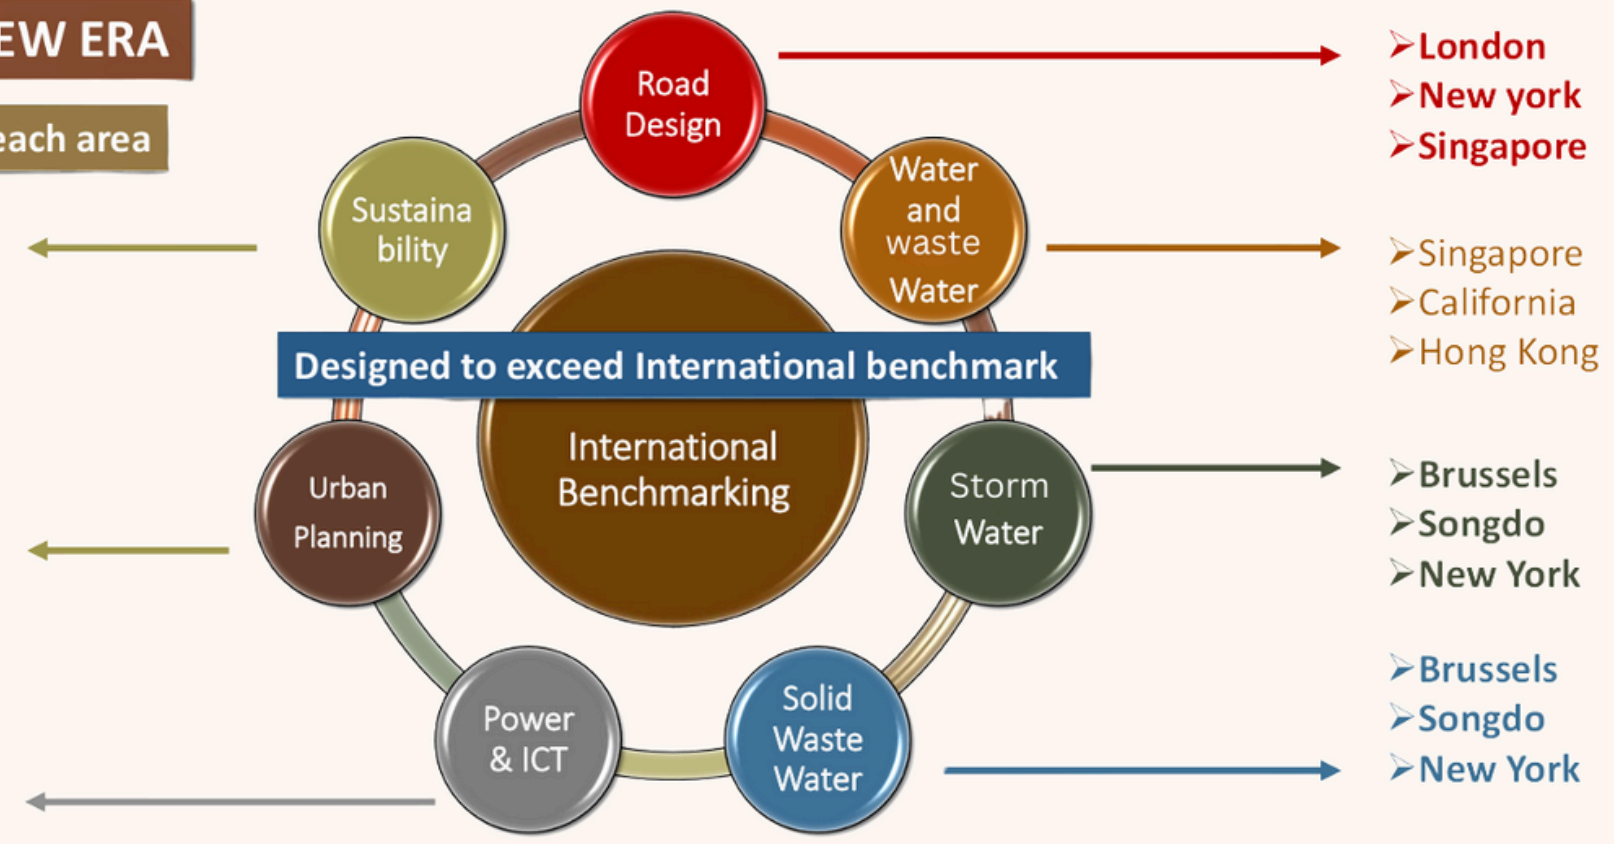 EW ERA
each area
Road
Design
➢London
➢New york
➢Singapore
Sustaina
bility
Water
and
waste
Water
➢Singapore
➢California
➢Hong Kong
Designed to exceed International benchmark
International
Benchmarking
Urban
Planning
Storm
Water
➢Brussels
➢Songdo
➢New York
Power
& ICT
Solid
Waste
Water
➢Brussels
➢Songdo
➢New York